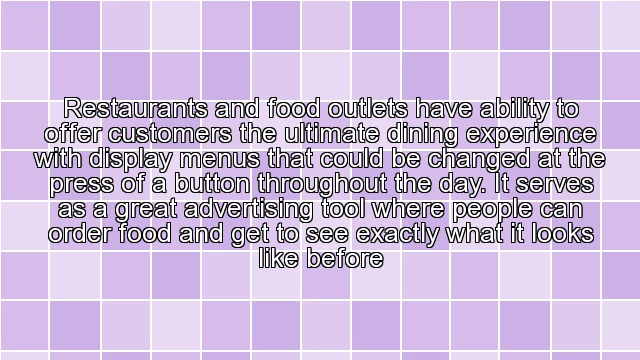 Restaurants and food outlets have ability to
offer customers the ultimate dining experience
with display menus that could be changed at the
press of a button throughout the day. It serves
as a great advertising tool where people can
order food and get to see exactly what it looks
like before